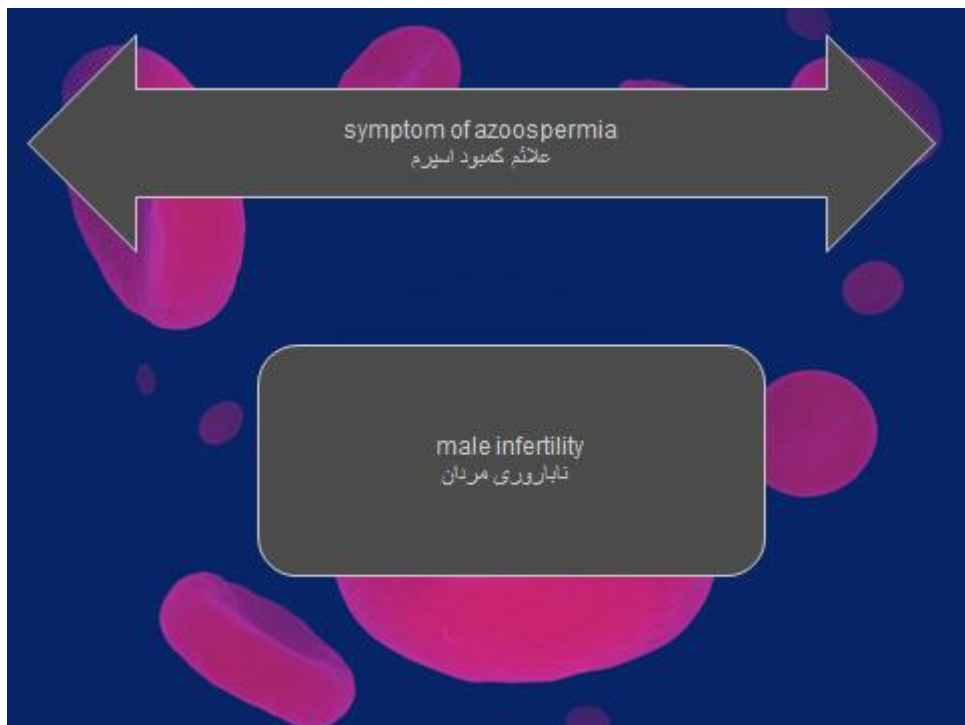 symptom of azoospermia
علائم کمبود اسپرم
male infertility
ناباروری مردان